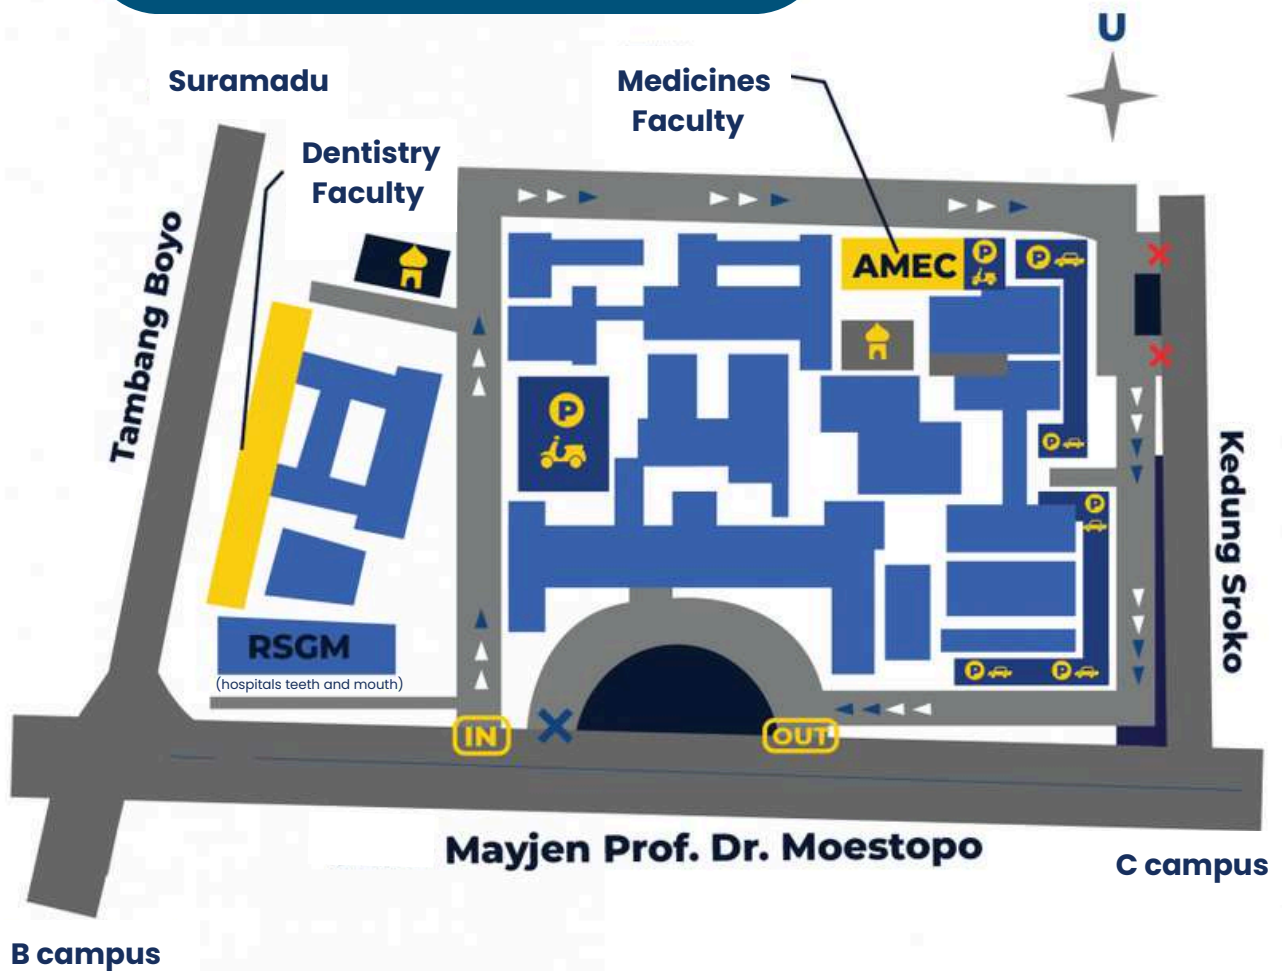 U
Suramadu
Medicines
Faculty
Dentistry
Faculty
Tambang Boyo
AMEC
P
P
P
P
P
Kedung Sroko
RSGM
(hospitals teeth and mouth)
P
P
IN
OUT
Mayjen Prof. Dr. Moestopo
C campus
B campus